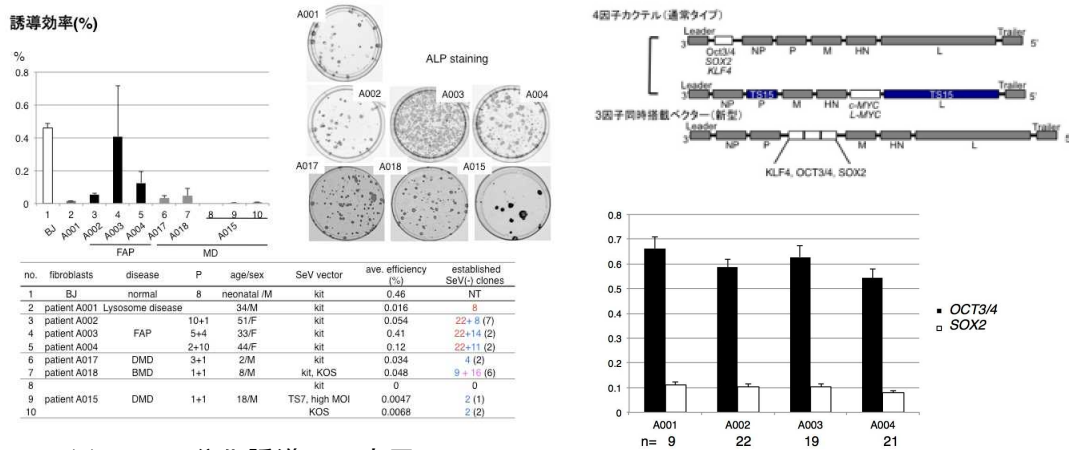 誘導効率(%)
%
0.8
0.6
0.4
0.2
0
1 2 3 4 5 6 7 8 9 10
BJ A001 A002 A003 A004 A017 A018 A015
FAP MD
A001
ALP staining
A002 A003 A004
A017 A018 A015
no. fibroblasts disease P age/sex SeV vector ave. efficiency (%) established SeV(-) clones
1 BJ normal 8 neonatal /M kit 0.46 NT
2 patient A001 Lysosome disease 34/M kit 0.016 8
3 patient A002 10+1 51/F kit 0.054 22+ 8 (7)
4 patient A003 FAP 5+4 33/F kit 0.41 22+14 (2)
5 patient A004 2+10 44/F kit 0.12 22+11 (2)
6 patient A017 DMD 3+1 2/M kit 0.034 4 (2)
7 patient A018 BMD 1+1 8/M kit, KOS 0.048 9 + 16 (6)
8 kit 0 0
9 patient A015 DMD 1+1 18/M TS7, high MOI 0.0047 2 (1)
10 KOS 0.0068 2 (2)
4因子カクテル(通常タイプ)
Leader Trailer
3' NP P M HN L 5'
Oct3/4
SOX2
KLF4
Leader Trailer
TS15 TS15
3' NP P M HN L 5'
c-MYC
L-MYC
3因子同時搭載ベクター(新型)
Leader Trailer
3' NP P M HN L 5'
KLF4, OCT3/4, SOX2
0.8
0.7
0.6
0.5
0.4
0.3
0.2
0.1
0
OCT3/4
SOX2
A001 A002 A003 A004
n= 9 22 19 21